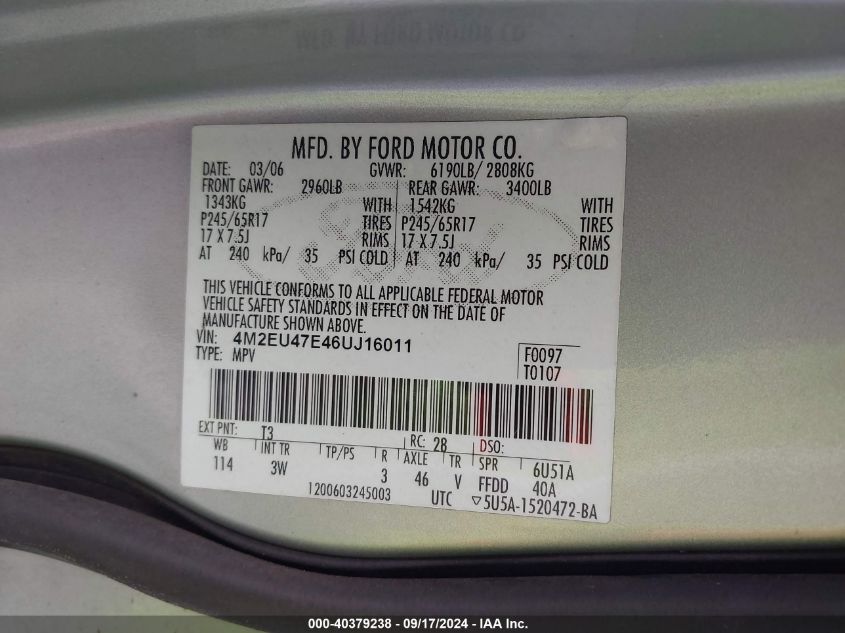 MFD. BY FORD MOTOR CO.
DATE: 03/06 GVWR: 6190LB/ 2808KG
FRONT GAWR: 2960LB REAR GAWR: 3400LB
1343KG WITH 1542KG WITH
P245/65R17 TIRES P245/65R17 TIRES
17 X 7.5J RIMS 17 X 7.5J RIMS
AT 240 kPa/ 35 PSI COLD AT 240 kPa/ 35 PSI COLD
THIS VEHICLE CONFORMS TO ALL APPLICABLE FEDERAL MOTOR
VEHICLE SAFETY STANDARDS IN EFFECT ON THE DATE OF
MANUFACTURE SHOWN ABOVE.
VIN: 4M2EU47E46UJ16011 F0097
TYPE: MPV T0107
EXT PNT: T3 RC: 28 DSO:
WB INT TR TP/PS R AXLE TR SPR 6U51A
114 3W 3 46 V FFDD 40A
1200603245003 UTC ▽5U5A-1520472-BA
000-40379238 - 09/17/2024 - IAA Inc.